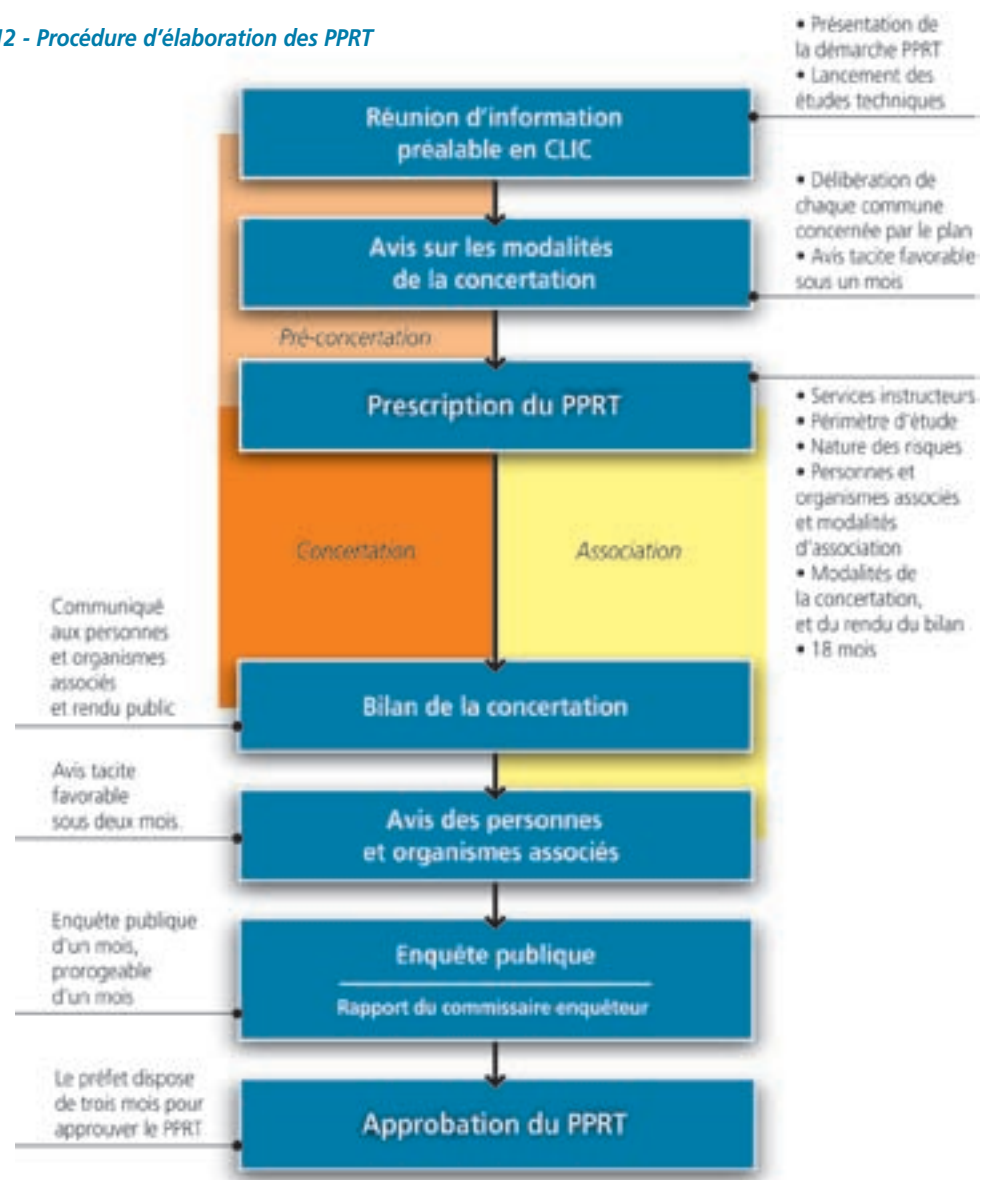 12 - Procédure d'élaboration des PPRT
• Présentation de
la démarche PPRT
• Lancement des
études techniques
Réunion d'information
préalable en CLIC
• Délibération de
chaque commune
concernée par le plan
• Avis tacite favorable
sous un mois
Avis sur les modalités
de la concertation
Pré-concertation
Prescription du PPRT
• Services instructeurs
• Périmètre d'étude
• Nature des risques
• Personnes et
organismes associés
et modalités
d'association
• Modalités de
la concertation,
et du rendu du bilan
• 18 mois
Concertation
Association
Communiqué
aux personnes
et organismes
associés
et rendu public
Bilan de la concertation
Avis tacite
favorable
sous deux mois
Avis des personnes
et organismes associés
Enquête publique
d'un mois,
prorogeable
d'un mois
Enquête publique
Rapport du commissaire enquêteur
Le préfet dispose
de trois mois pour
approuver le PPRT
Approbation du PPRT